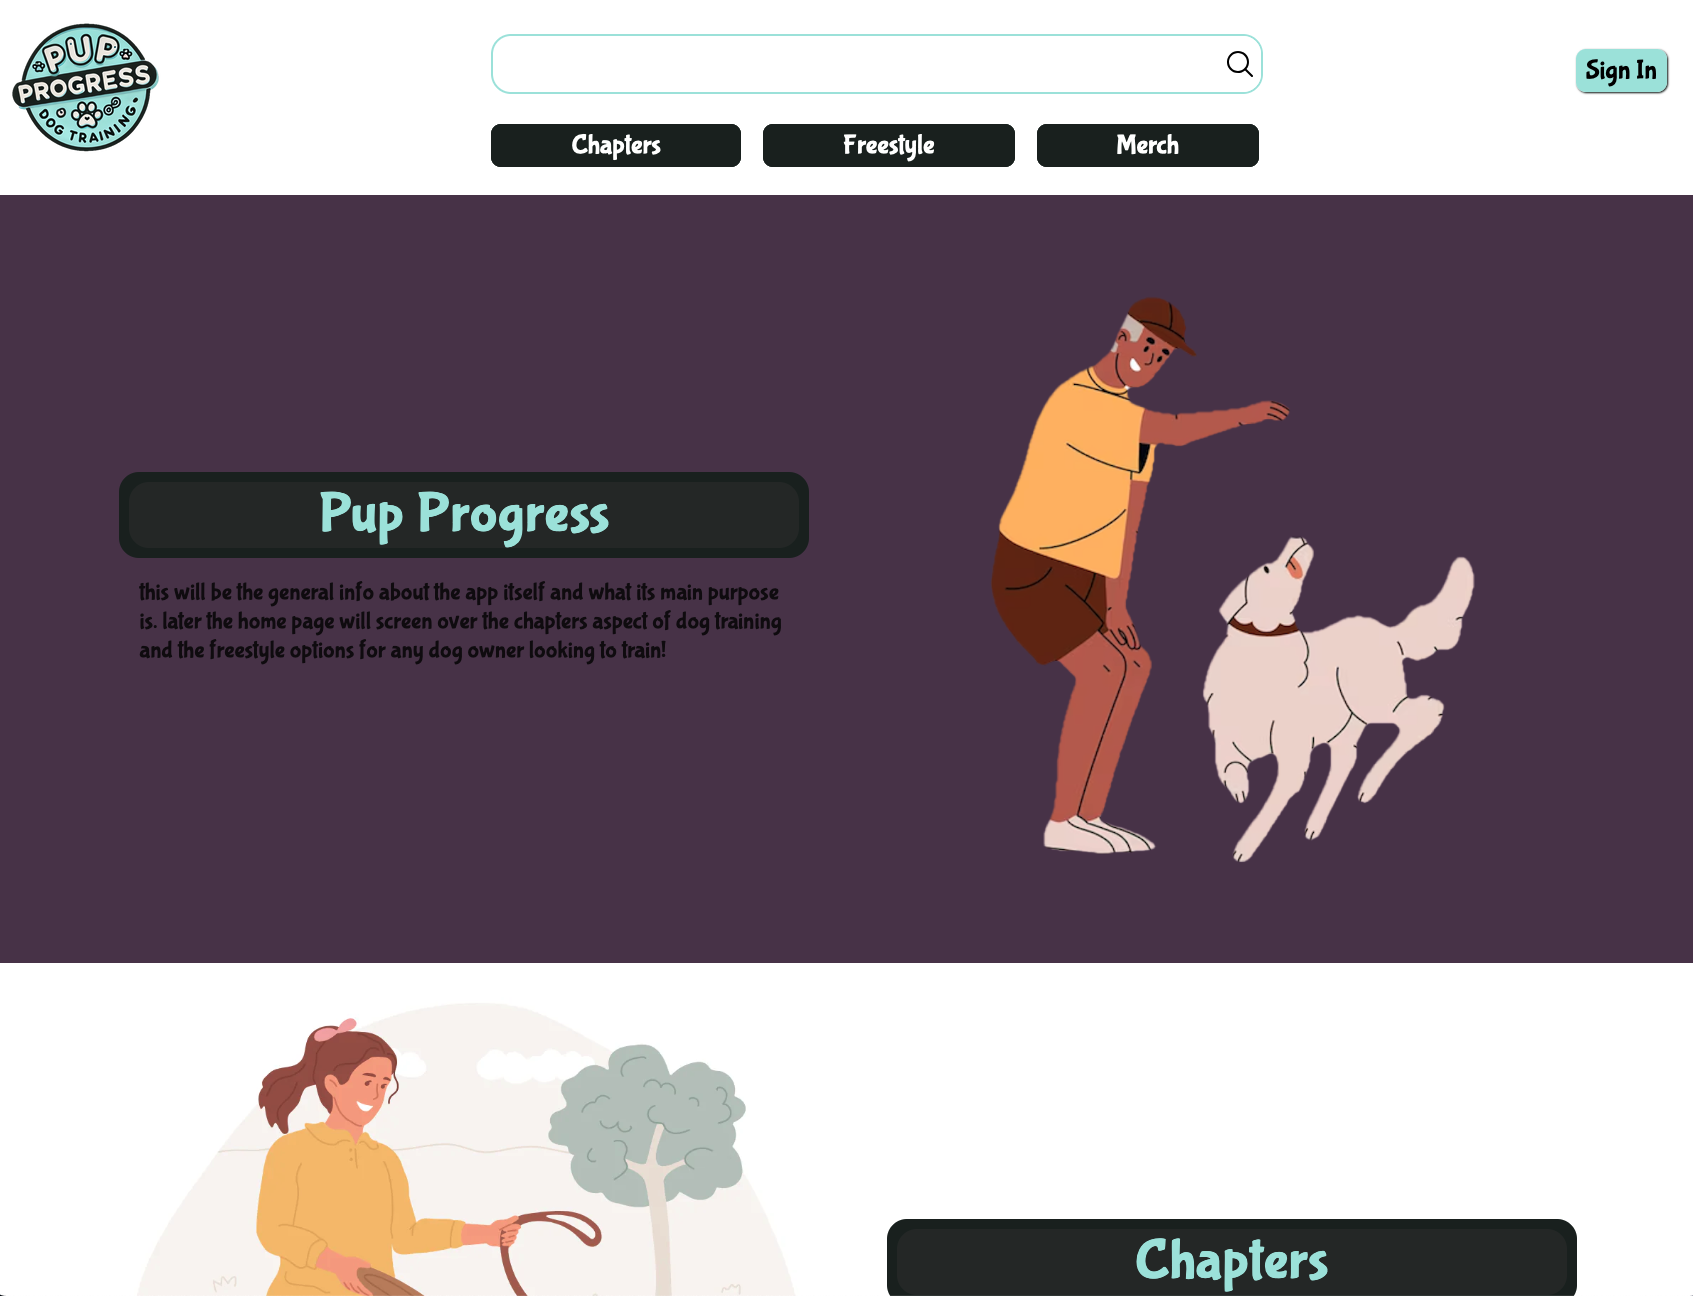 PUP
PROGRESS
DOG TRAINING
Sign In
Chapters
Freestyle
Merch
Pup Progress
this will be the general info about the app itself and what its main purpose
is. later the home page will screen over the chapters aspect of dog training
and the freestyle options for any dog owner looking to train!
Chapters